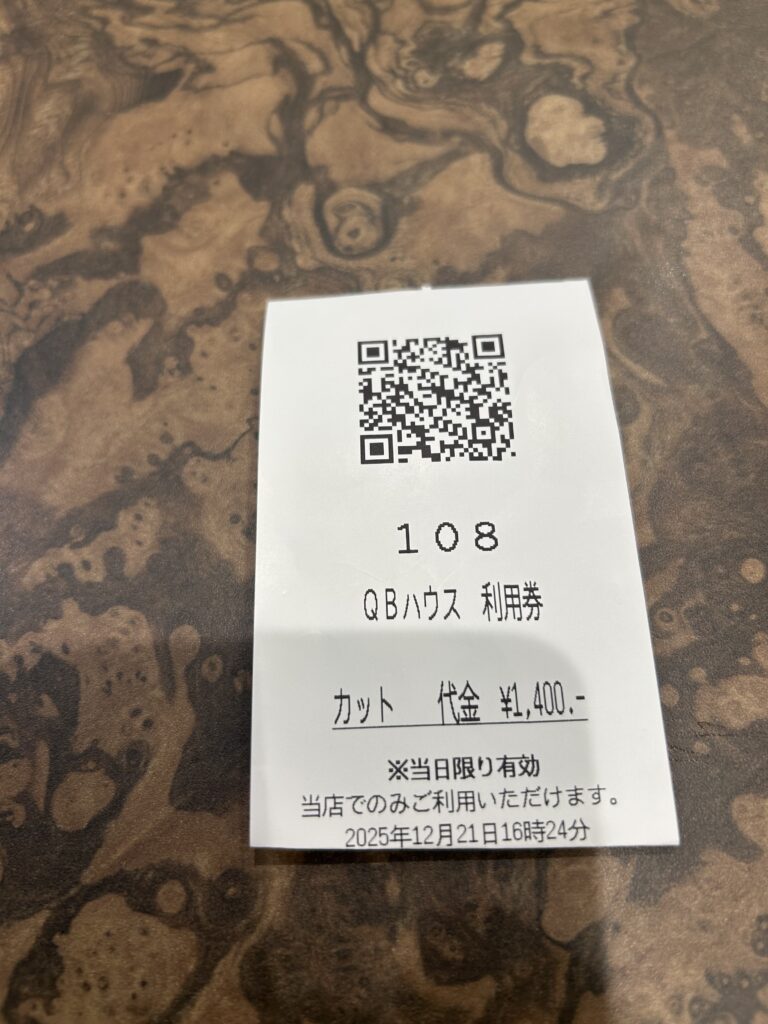 １０８
ＱＢハウス 利用券
カット 代金 ¥1,400.-
※当日限り有効
当店でのみご利用いただけます。
2025年12月21日16時24分